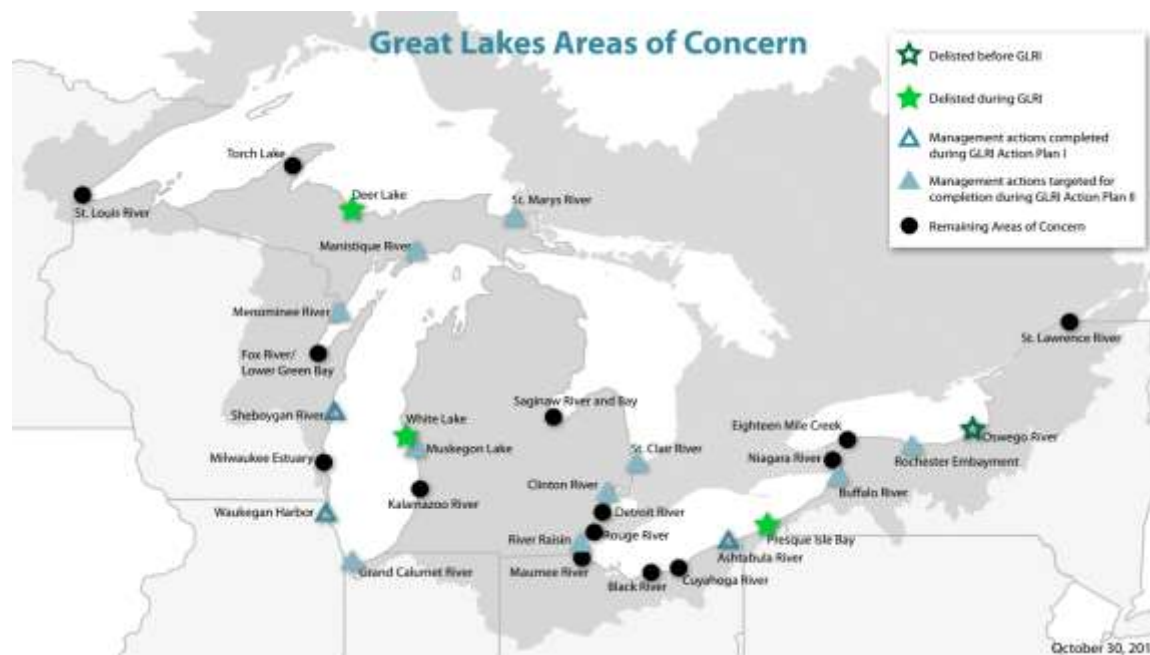 Great Lakes Areas of Concern
Delisted before GLRI
Delisted during GLRI
Management actions completed
during GLRI Action Plan I
Management actions targeted for
completion during GLRI Action Plan II
Remaining Areas of Concern
Torch Lake
St. Louis River
Deer Lake
St. Marys River
Manistique River
Menominee River
Fox River/
Lower Green Bay
St. Lawrence River
Sheboygan River
White Lake
Muskegon Lake
Saginaw River and Bay
Eighteen Mile Creek
Oswego River
Milwaukee Estuary
St. Clair River
Niagara River
Rochester Embayment
Kalamazoo River
Clinton River
Buffalo River
Waukegan Harbor
Detroit River
Rouge River
River Raisin
Presque Isle Bay
Ashtabula River
Grand Calumet River
Maumee River
Black River
Cuyahoga River
October 30, 201